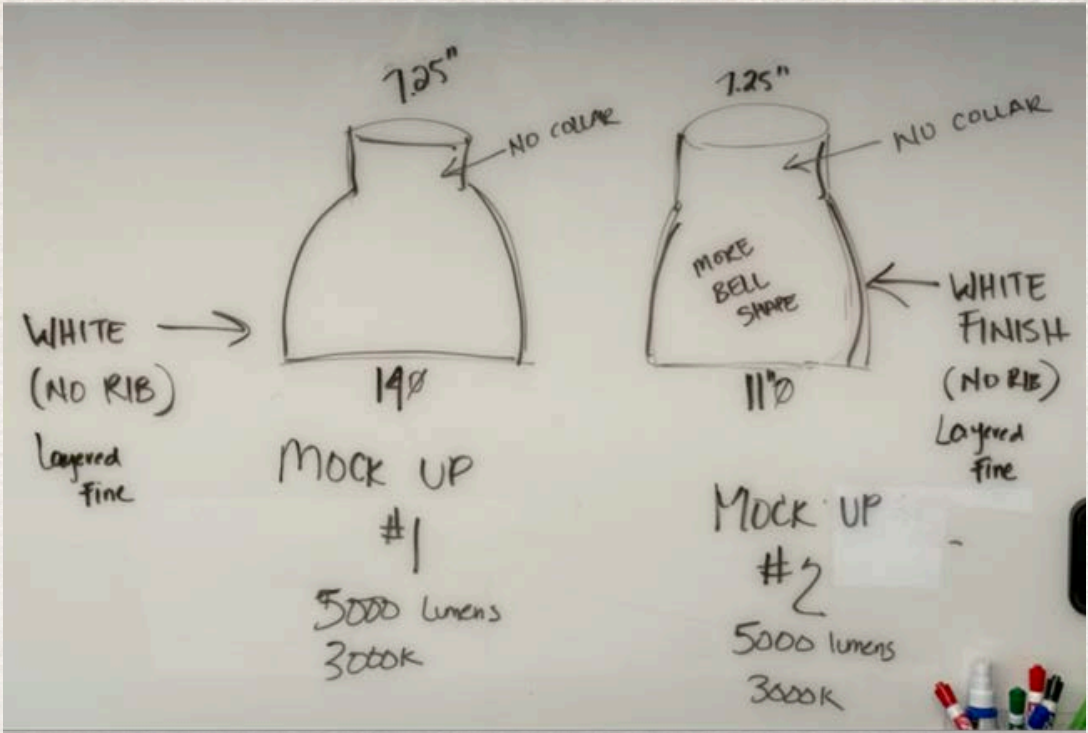 7.25"
NO COLLAR
WHITE
(NO RIB)
Layered
Fine
14Ø
MOCK UP
#1
5000 Lumens
3000K
7.25"
NO COLLAR
MORE
BELL
SHAPE
WHITE
FINISH
(NO RIB)
Layered
Fine
11"Ø
MOCK UP
#2
5000 lumens
3000K